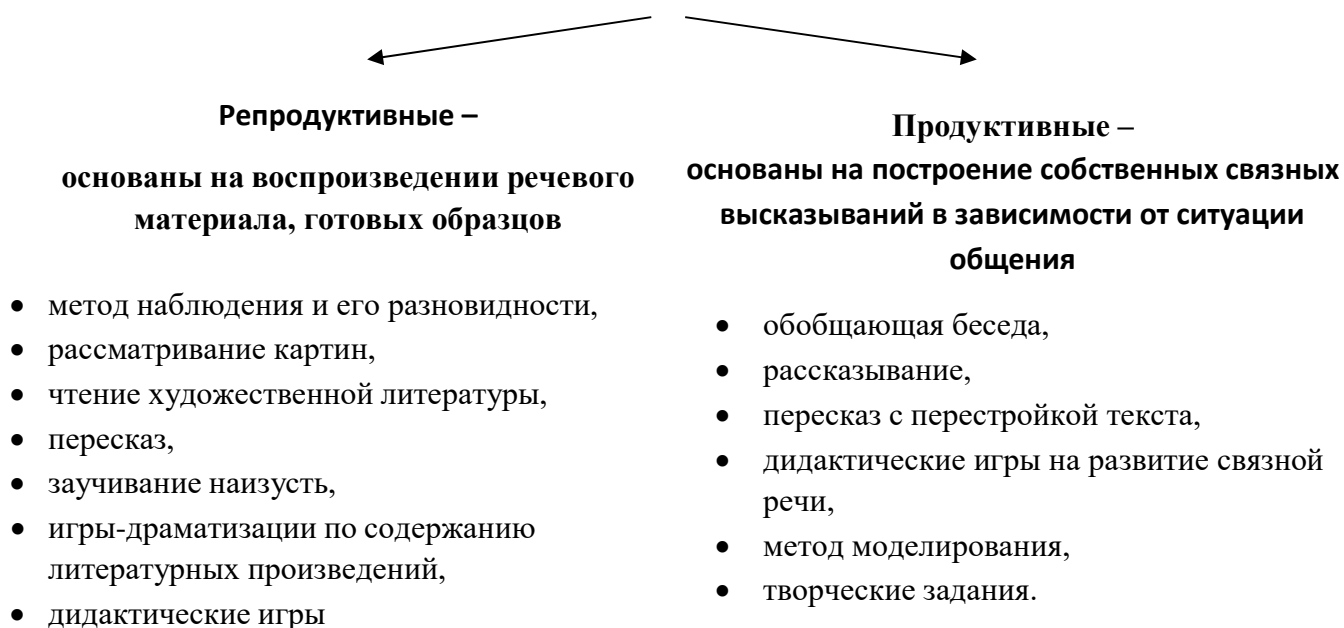 Репродуктивные –
основаны на воспроизведении речевого
материала, готовых образцов
• метод наблюдения и его разновидности,
• рассматривание картин,
• чтение художественной литературы,
• пересказ,
• заучивание наизусть,
• игры-драматизации по содержанию
литературных произведений,
• дидактические игры
Продуктивные –
основаны на построение собственных связных
высказываний в зависимости от ситуации
общения
• обобщающая беседа,
• рассказывание,
• пересказ с перестройкой текста,
• дидактические игры на развитие связной
речи,
• метод моделирования,
• творческие задания.